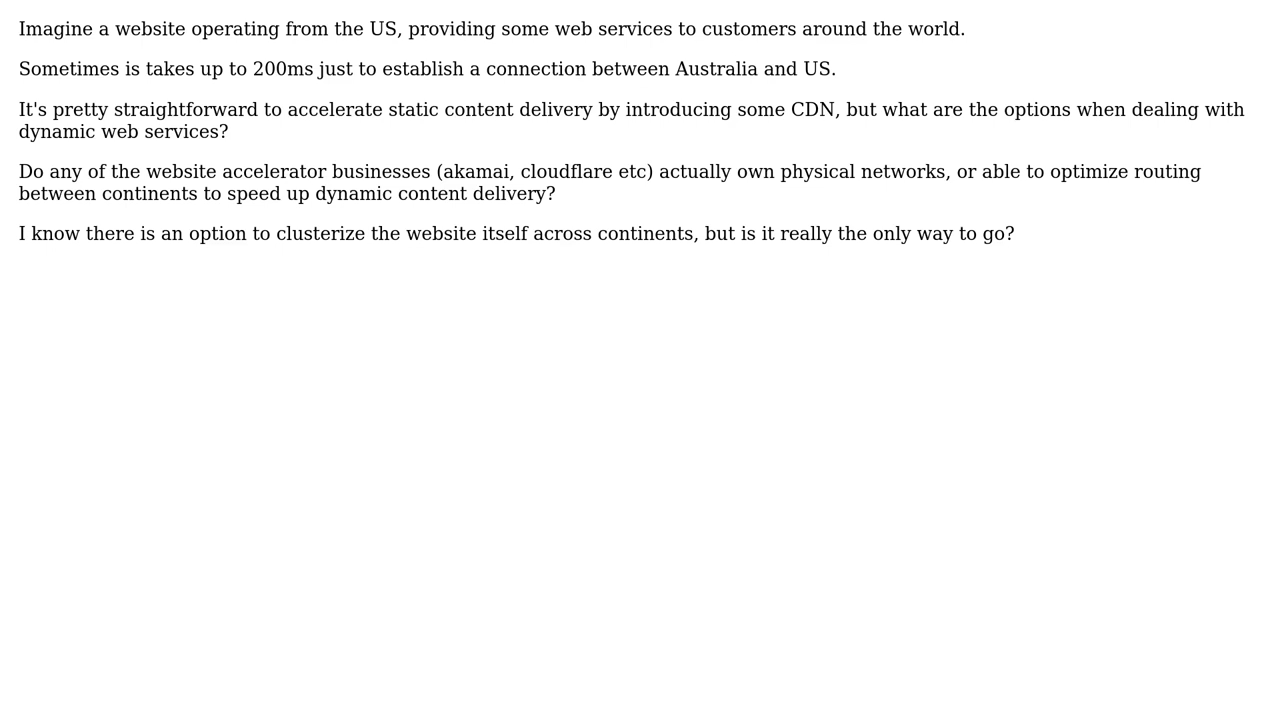 Imagine a website operating from the US, providing some web services to customers around the world.
Sometimes is takes up to 200ms just to establish a connection between Australia and US.
It's pretty straightforward to accelerate static content delivery by introducing some CDN, but what are the options when dealing with
dynamic web services?
Do any of the website accelerator businesses (akamai, cloudflare etc) actually own physical networks, or able to optimize routing
between continents to speed up dynamic content delivery?
I know there is an option to clusterize the website itself across continents, but is it really the only way to go?